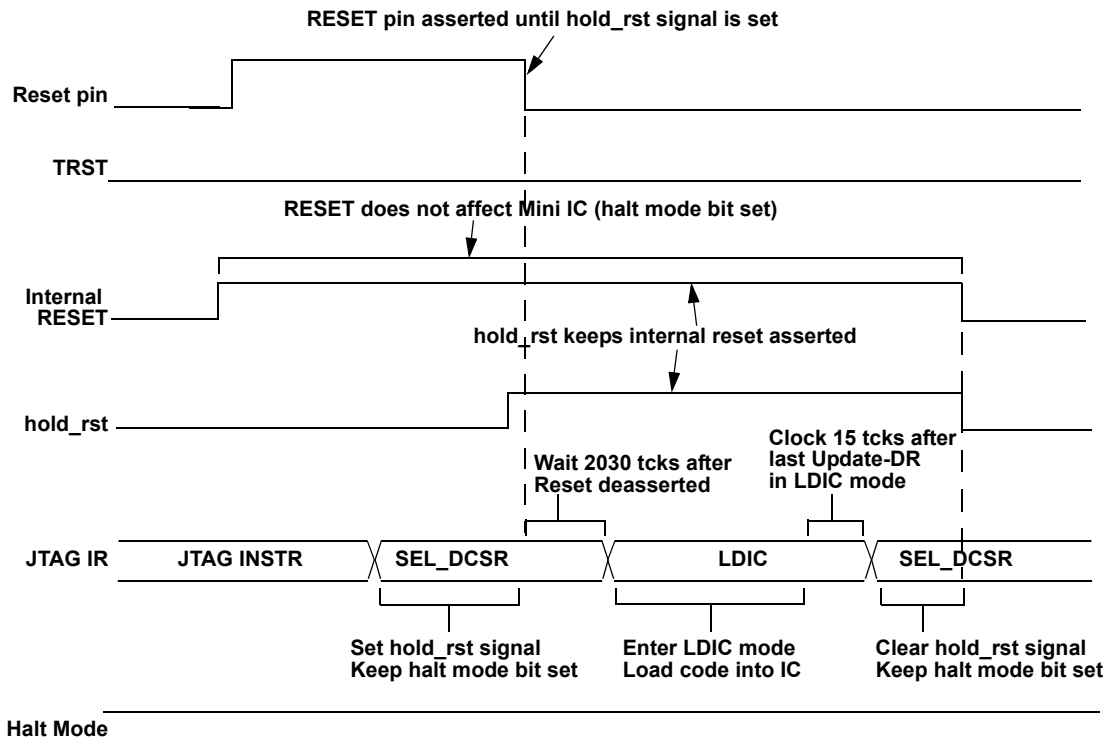 RESET pin asserted until hold_rst signal is set
Reset pin
TRST
RESET does not affect Mini IC (halt mode bit set)
Internal
RESET
hold_rst keeps internal reset asserted
hold_rst
Clock 15 tcks after
last Update-DR
in LDIC mode
Wait 2030 tcks after
Reset deasserted
JTAG IR
JTAG INSTR
SEL_DCSR
LDIC
SEL_DCSR
Set hold_rst signal
Keep halt mode bit set
Enter LDIC mode
Load code into IC
Clear hold_rst signal
Keep halt mode bit set
Halt Mode